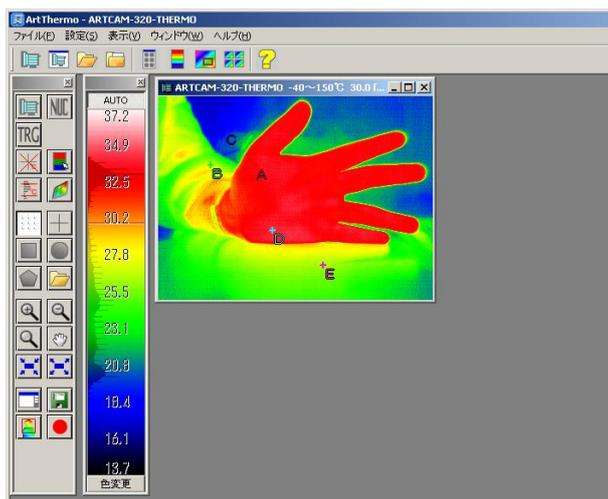 ArtThermo - ARTCAM-320-THERMO
ファイル(F) 設定(S) 表示(V) ウィンドウ(W) ヘルプ(H)
NUC
TRG
AUTO
37.2
34.9
32.5
30.2
27.8
25.5
23.1
20.8
18.4
16.1
13.7
色変更
ARTCAM-320-THERMO -40～150℃ 30.0 f...
C
B
A
D
E